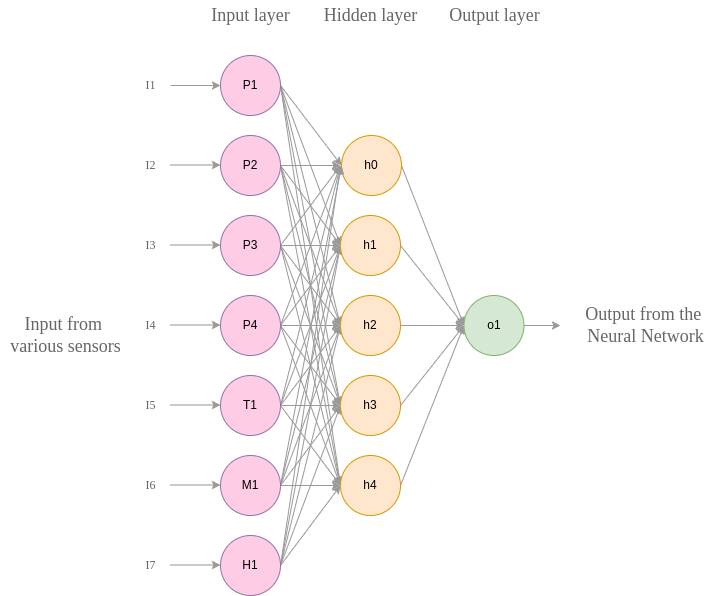 Input layer
Hidden layer
Output layer
I1
P1
I2
P2
h0
I3
P3
h1
Input from
various sensors
I4
P4
h2
o1
Output from the
Neural Network
I5
T1
h3
I6
M1
h4
I7
H1